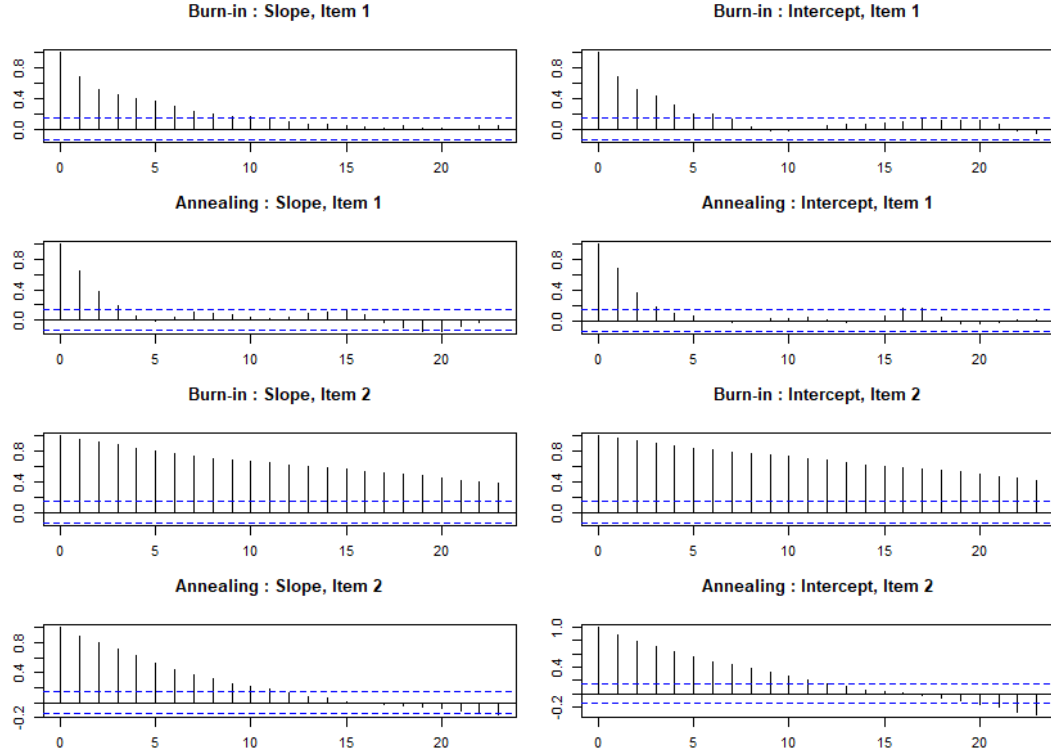 Burn-in : Slope, Item 1
0.0 0.4 0.8
0 5 10 15 20
Burn-in : Intercept, Item 1
0.0 0.4 0.8
0 5 10 15 20
Annealing : Slope, Item 1
0.0 0.4 0.8
0 5 10 15 20
Annealing : Intercept, Item 1
0.0 0.4 0.8
0 5 10 15 20
Burn-in : Slope, Item 2
0.0 0.4 0.8
0 5 10 15 20
Burn-in : Intercept, Item 2
0.0 0.4 0.8
0 5 10 15 20
Annealing : Slope, Item 2
-0.2 0.4 0.8
0 5 10 15 20
Annealing : Intercept, Item 2
-0.2 0.4 1.0
0 5 10 15 20